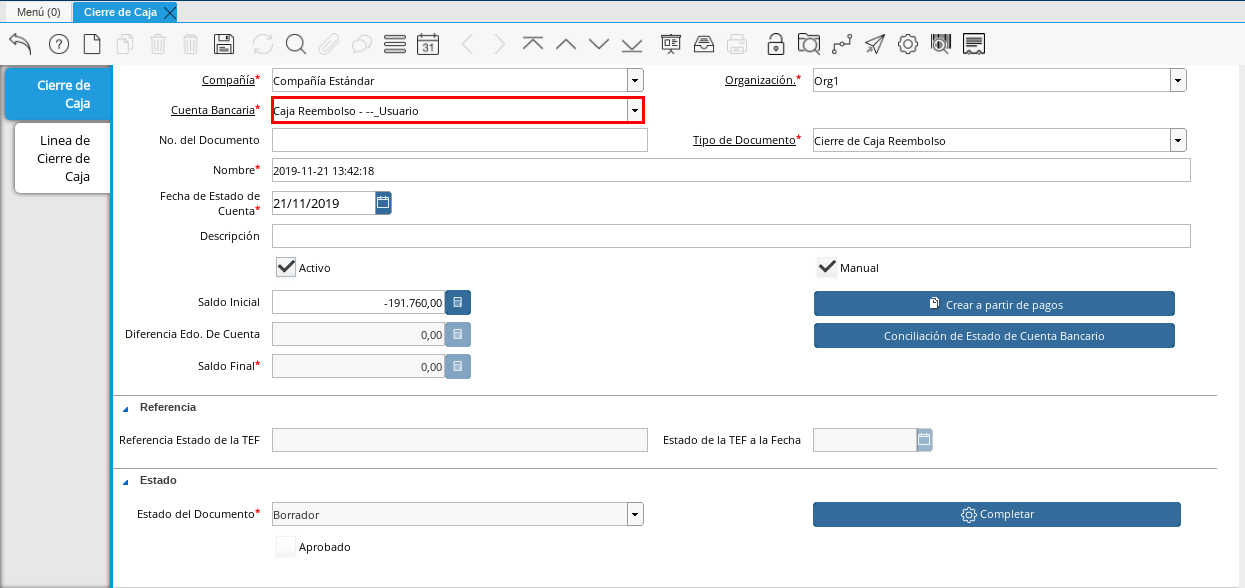 Menú (0)
Cierre de Caja
31
Cierre de
Caja
Linea de
Cierre de
Caja
Compañía*
Compañía Estándar
Organización.*
Org1
Cuenta Bancaria*
Caja Reembolso - --_Usuario
No. del Documento
Tipo de Documento*
Cierre de Caja Reembolso
Nombre*
2019-11-21 13:42:18
Fecha de Estado de
Cuenta*
21/11/2019
Descripción
Activo
Manual
Saldo Inicial
-191.760,00
Crear a partir de pagos
Diferencia Edo. De Cuenta
0,00
Conciliación de Estado de Cuenta Bancario
Saldo Final*
0,00
Referencia
Referencia Estado de la TEF
Estado de la TEF a la Fecha
Estado
Estado del Documento*
Borrador
Completar
Aprobado